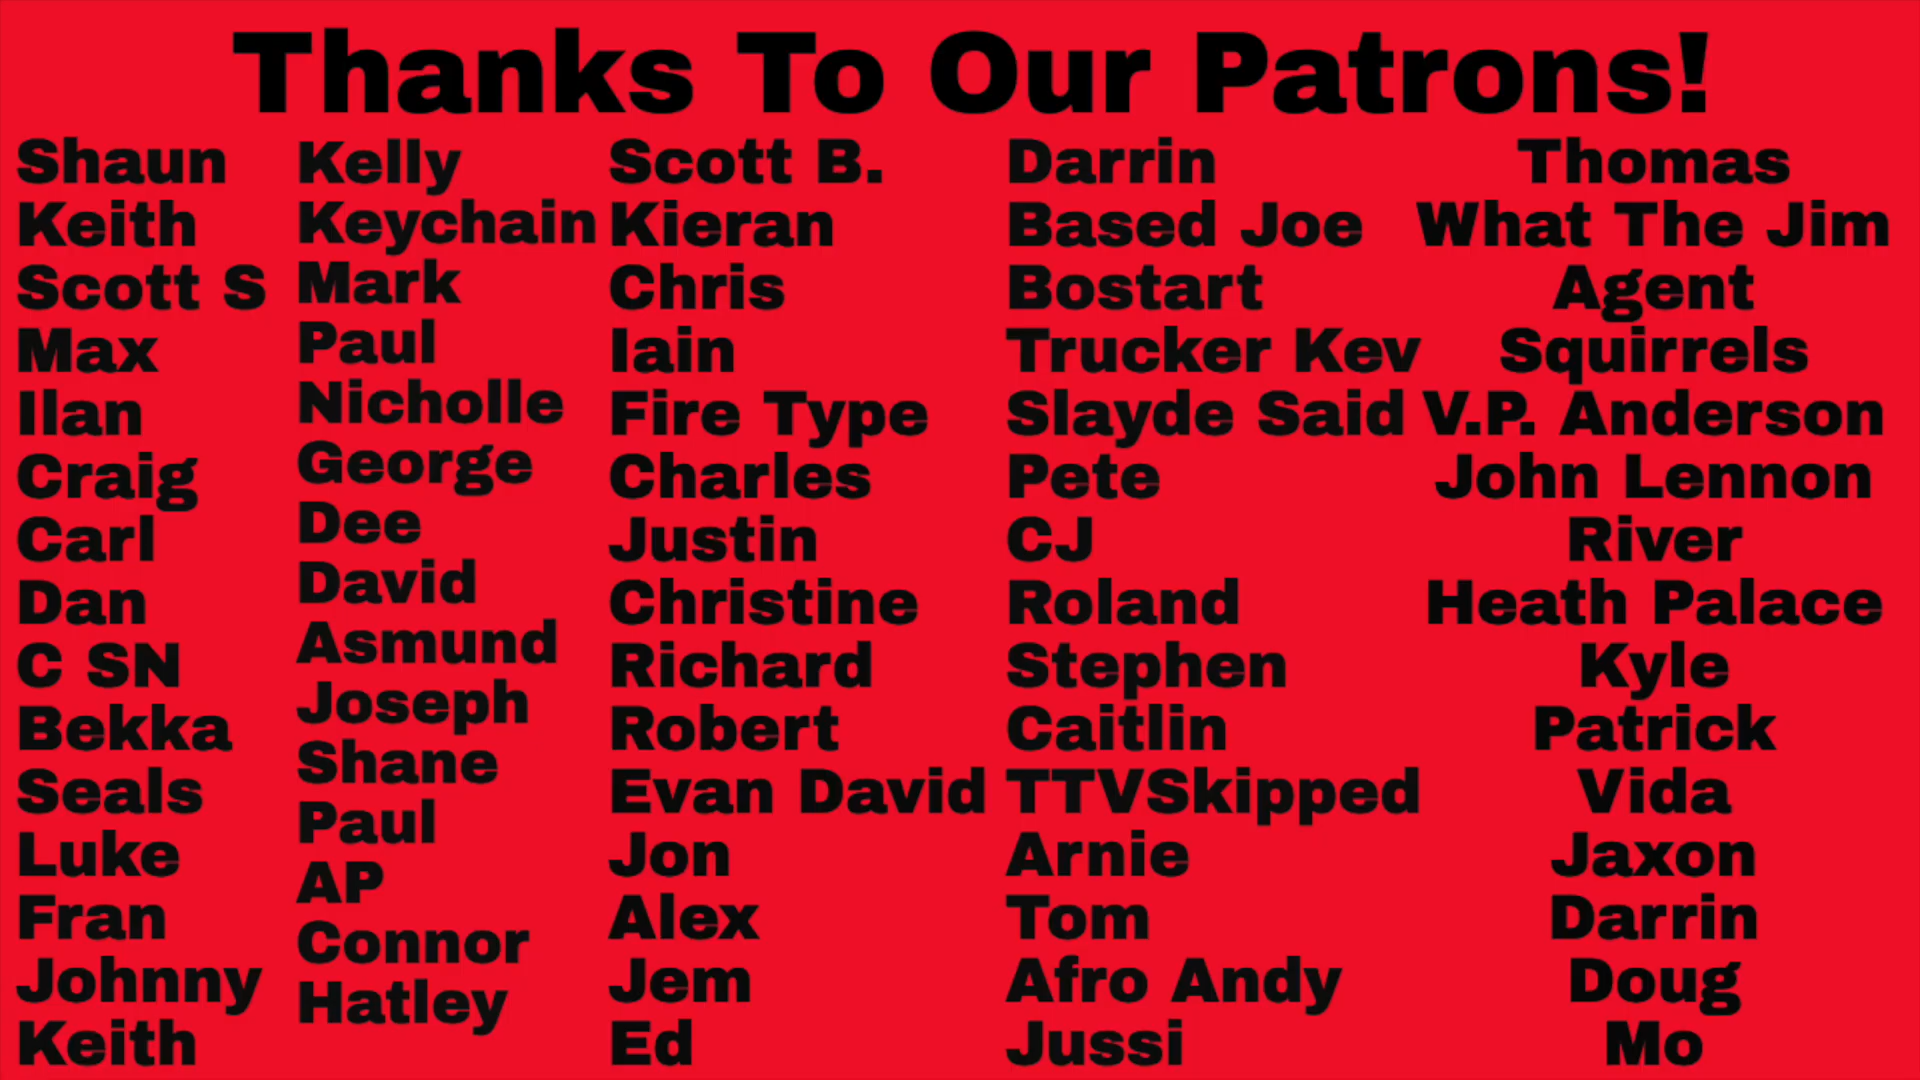 Thanks To Our Patrons!
Shaun
Keith
Scott S
Max
Ilan
Craig
Carl
Dan
C SN
Bekka
Seals
Luke
Fran
Johnny
Keith
Kelly
Keychain
Mark
Paul
Nicholle
George
Dee
David
Asmund
Joseph
Shane
Paul
AP
Connor
Hatley
Scott B.
Kieran
Chris
Iain
Fire Type
Charles
Justin
Christine
Richard
Robert
Evan David
Jon
Alex
Jem
Ed
Darrin
Based Joe
Bostart
Trucker Kev
Slayde Said
Pete
CJ
Roland
Stephen
Caitlin
TTVSkipped
Arnie
Tom
Afro Andy
Jussi
Thomas
What The Jim
Agent
Squirrels
V.P. Anderson
John Lennon
River
Heath Palace
Kyle
Patrick
Vida
Jaxon
Darrin
Doug
Mo